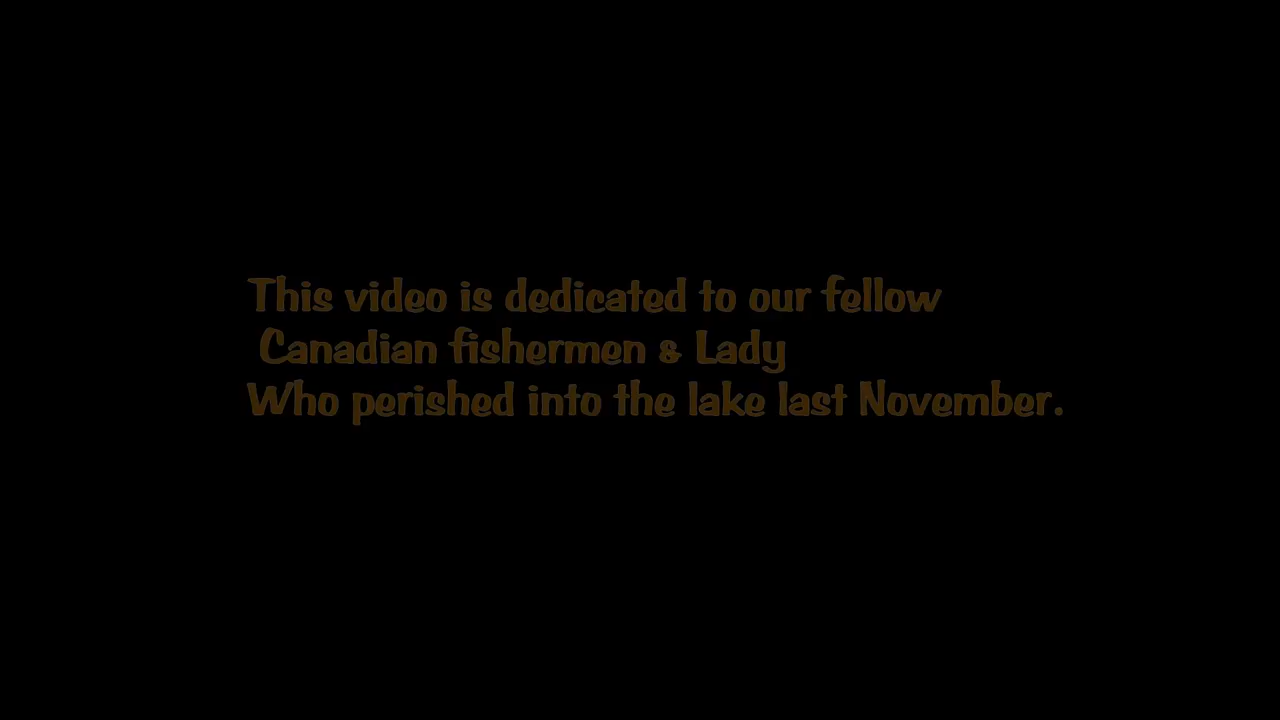 This video is dedicated to our fellow
Canadian fishermen & Lady
Who perished into the lake last November.